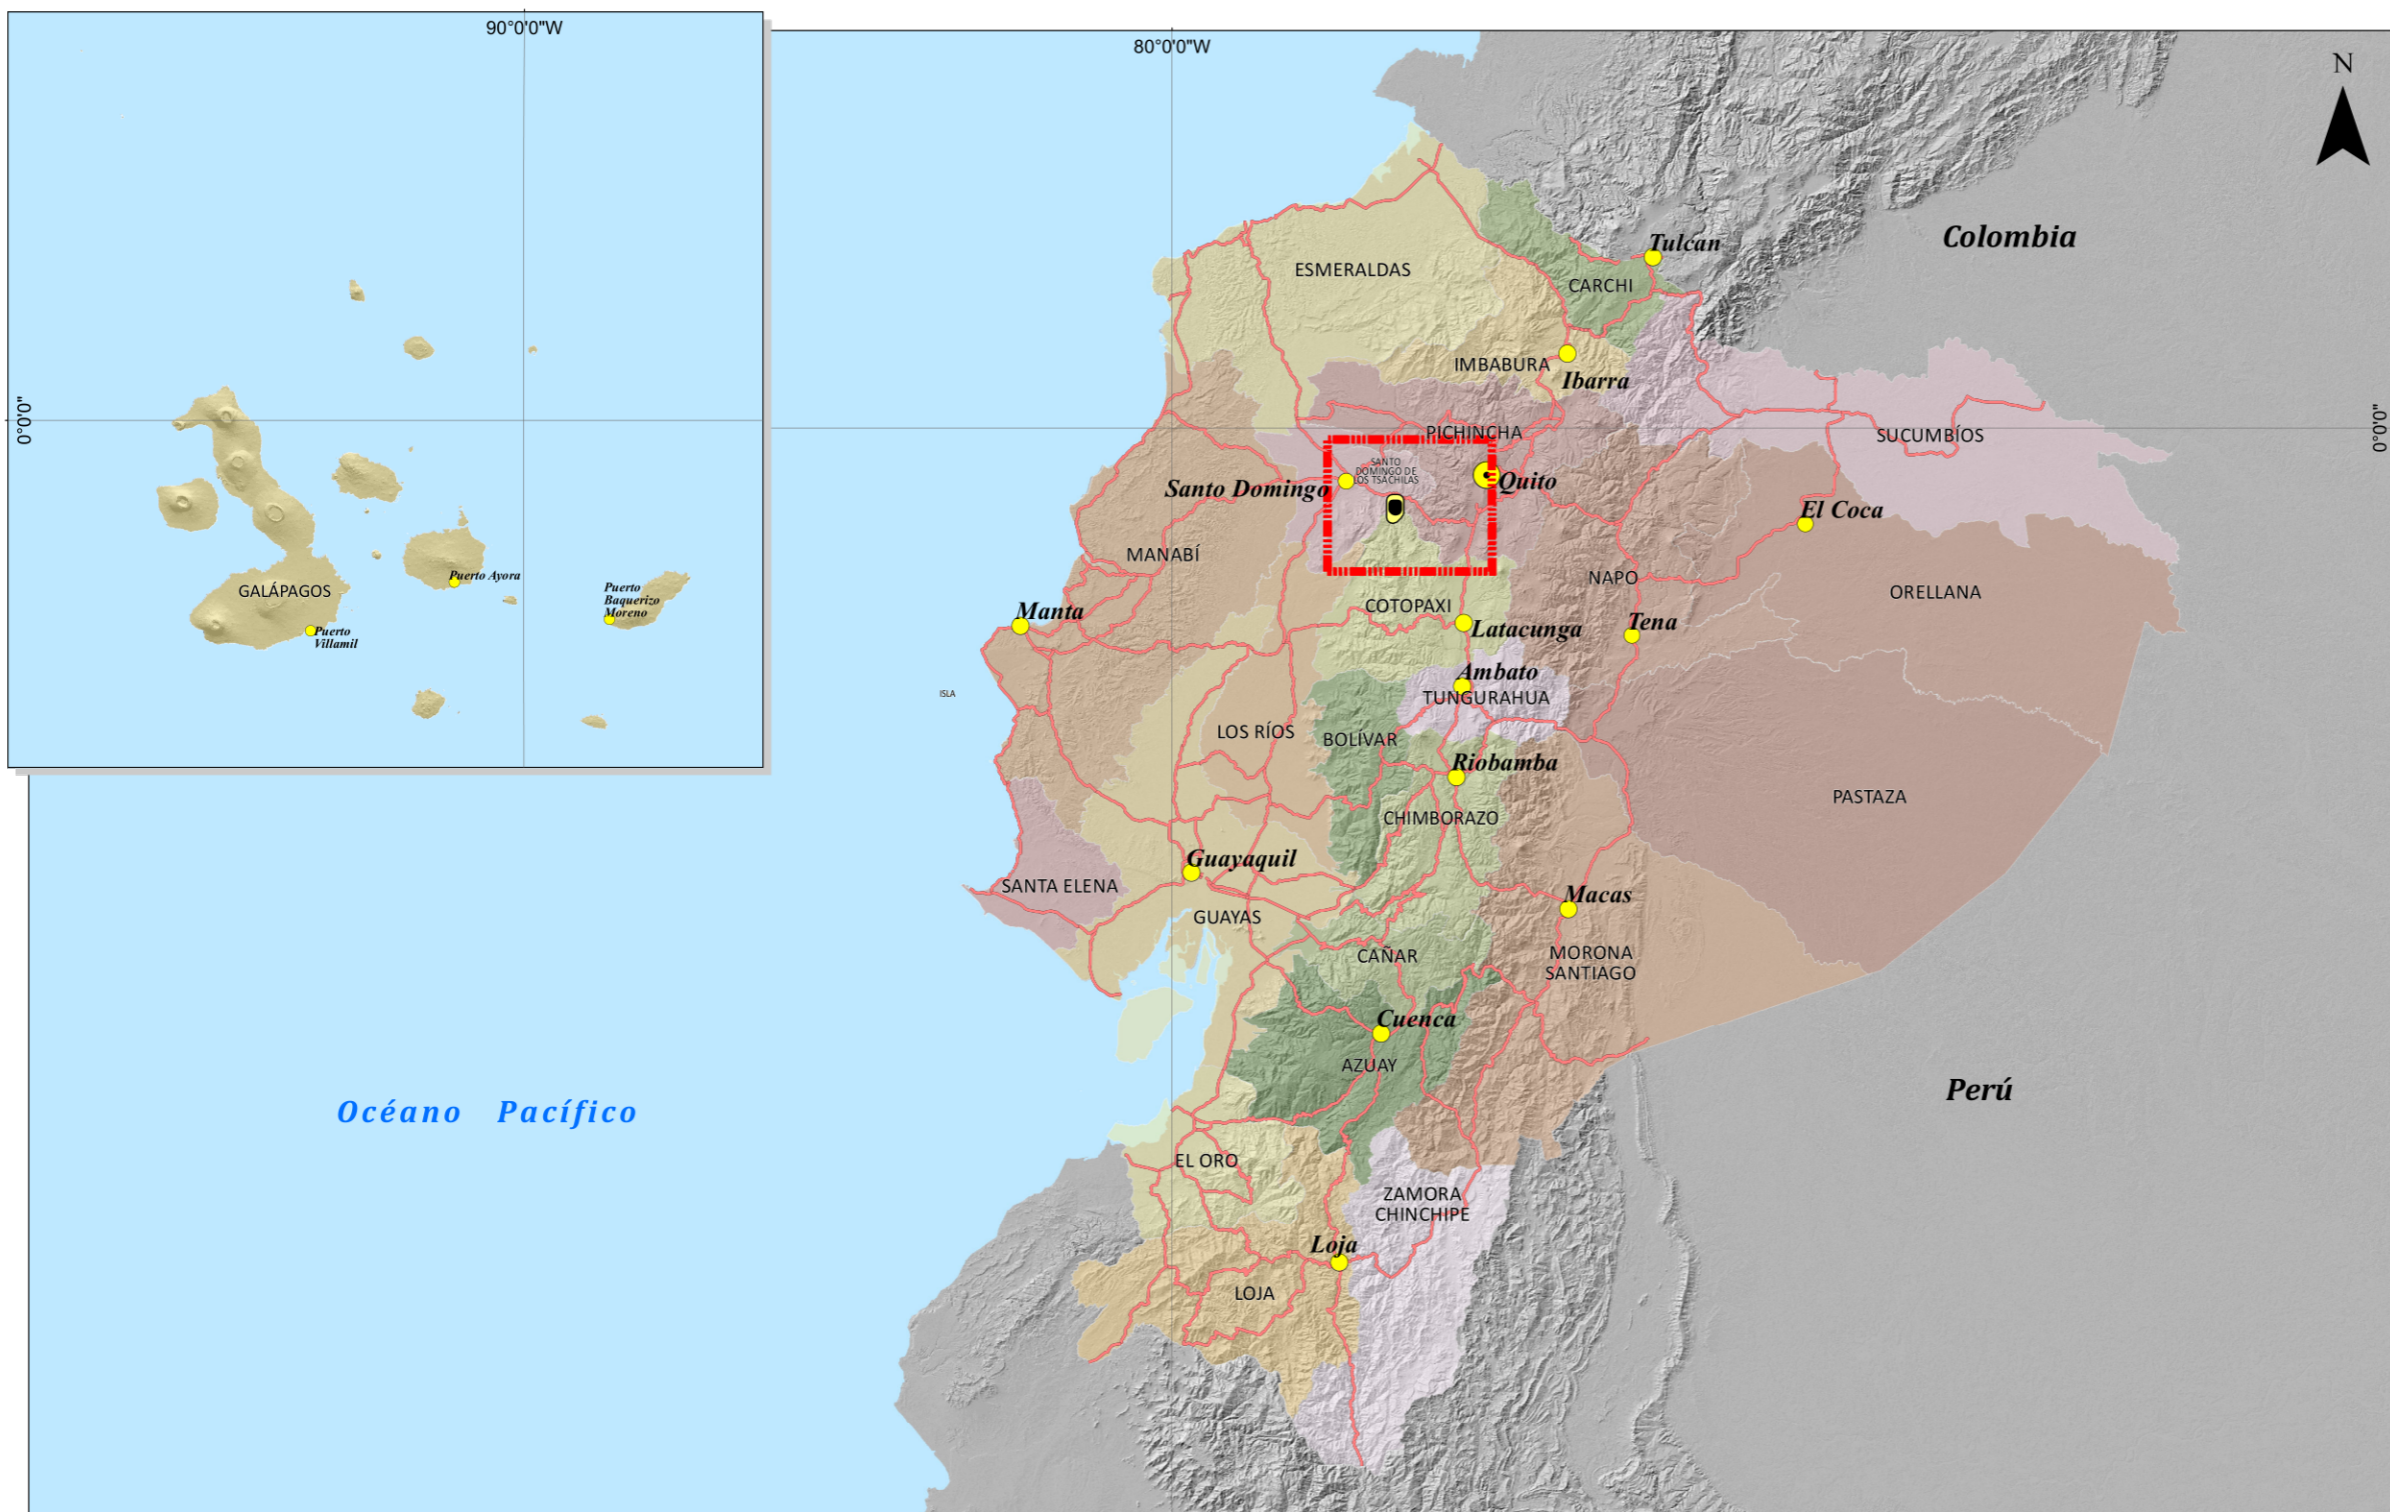 90°0'0"W
80°0'0"W
N
Colombia
Tulcan
ESMERALDAS
CARCHI
IMBABURA
Ibarra
0°0'0"
0°0'0"
PICHINCHA
SUCUMBÍOS
SANTO
DOMINGO DE
LOS TSACHILAS
Santo Domingo
Quito
El Coca
MANABÍ
NAPO
ORELLANA
GALÁPAGOS
Puerto Ayora
Puerto
Baquerizo
Moreno
Puerto
Villamil
Manta
COTOPAXI
Latacunga
Tena
Ambato
TUNGURAHUA
ISLA
LOS RÍOS
BOLÍVAR
Riobamba
PASTAZA
CHIMBORAZO
Guayaquil
SANTA ELENA
Macas
GUAYAS
CAÑAR
MORONA
SANTIAGO
Cuenca
AZUAY
Perú
Océano Pacífico
EL ORO
ZAMORA
CHINCHIPE
Loja
LOJA